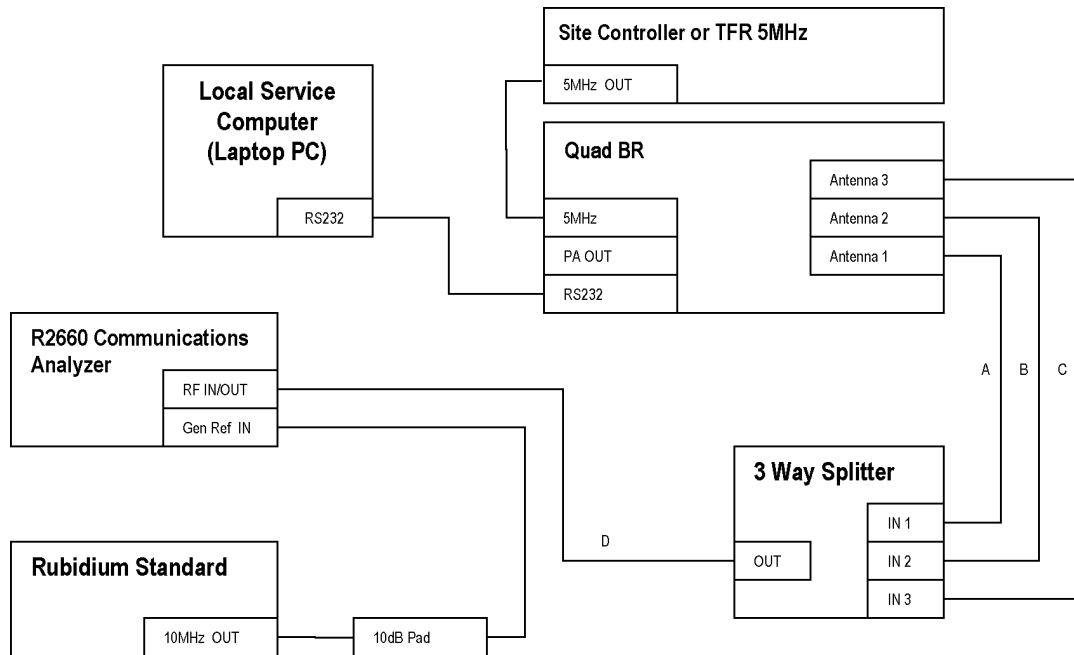 Site Controller or TFR 5MHz
5MHz OUT
Local Service
Computer
(Laptop PC)
RS232
Quad BR
Antenna 3
Antenna 2
Antenna 1
5MHz
PA OUT
RS232
R2660 Communications
Analyzer
RF IN/OUT
Gen Ref IN
A
B
C
3 Way Splitter
IN 1
IN 2
IN 3
OUT
D
Rubidium Standard
10MHz OUT
10dB Pad